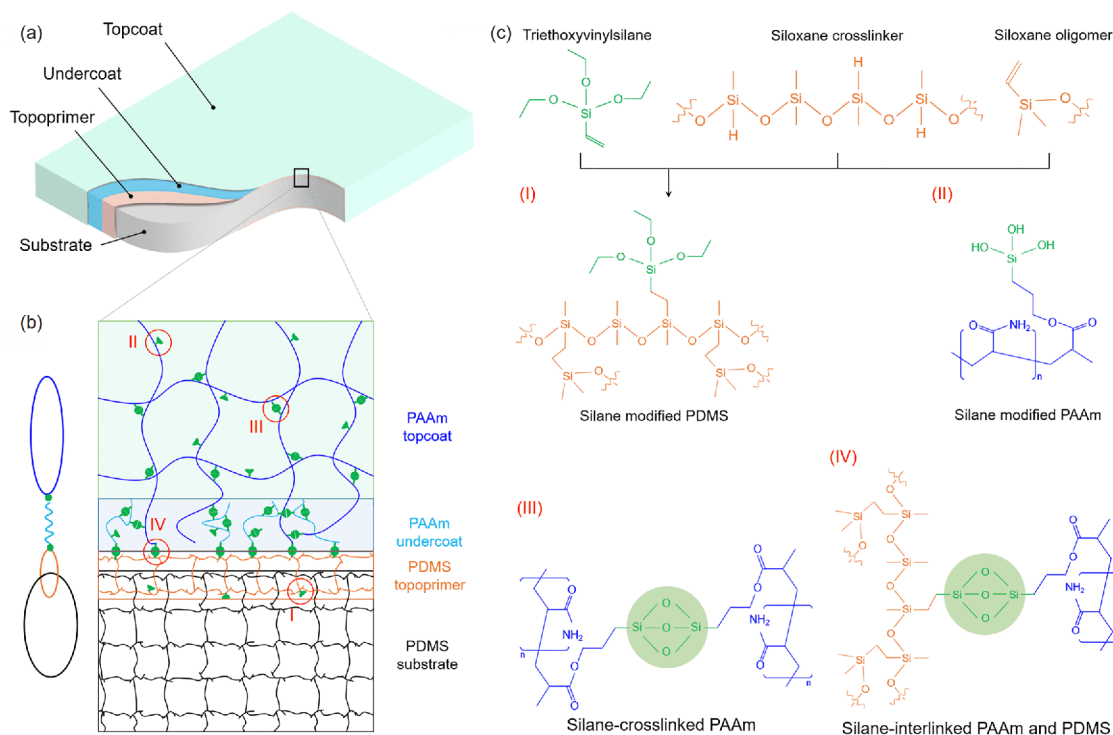 (a)
Topcoat
Undercoat
Topoprimer
Substrate
(b)
II
III
IV
I
PAAm
topcoat
PAAm
undercoat
PDMS
topoprimer
PDMS
substrate
(c)
Triethoxyvinylsilane
Siloxane crosslinker
Siloxane oligomer
O
O
O
Si
H
H
H
Si
Si
Si
Si
O
O
O
O
O
Si
O
(I)
O
O
O
Si
Si
Si
Si
Si
O
O
O
O
O
Si
O
Si
O
Silane modified PDMS
(II)
OH
HO
OH
Si
O
NH2
O
O
n
Silane modified PAAm
(III)
O
NH2
n
O
O
Si
O
O
O
Si
O
O
NH2
O
n
Silane-crosslinked PAAm
(IV)
O
Si
Si
O
O
Si
O
Si
O
Si
O
Si
Si
O
O
Si
O
O
O
Si
O
O
NH2
O
n
Silane-interlinked PAAm and PDMS